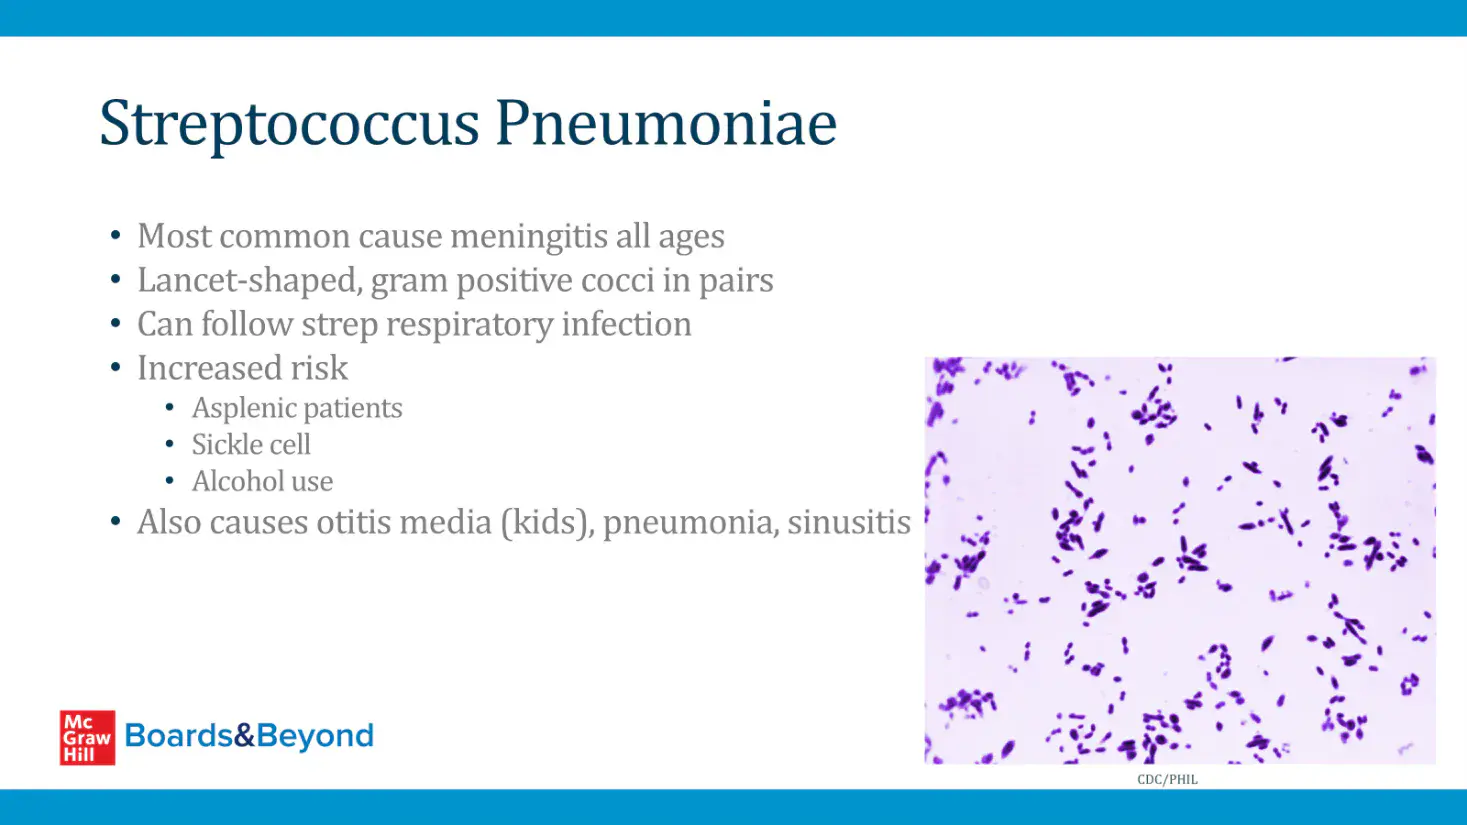 Streptococcus Pneumoniae
• Most common cause meningitis all ages
• Lancet-shaped, gram positive cocci in pairs
• Can follow strep respiratory infection
• Increased risk
• Asplenic patients
• Sickle cell
• Alcohol use
• Also causes otitis media (kids), pneumonia, sinusitis
Mc
Graw
Hill
Boards&Beyond
CDC/PHIL